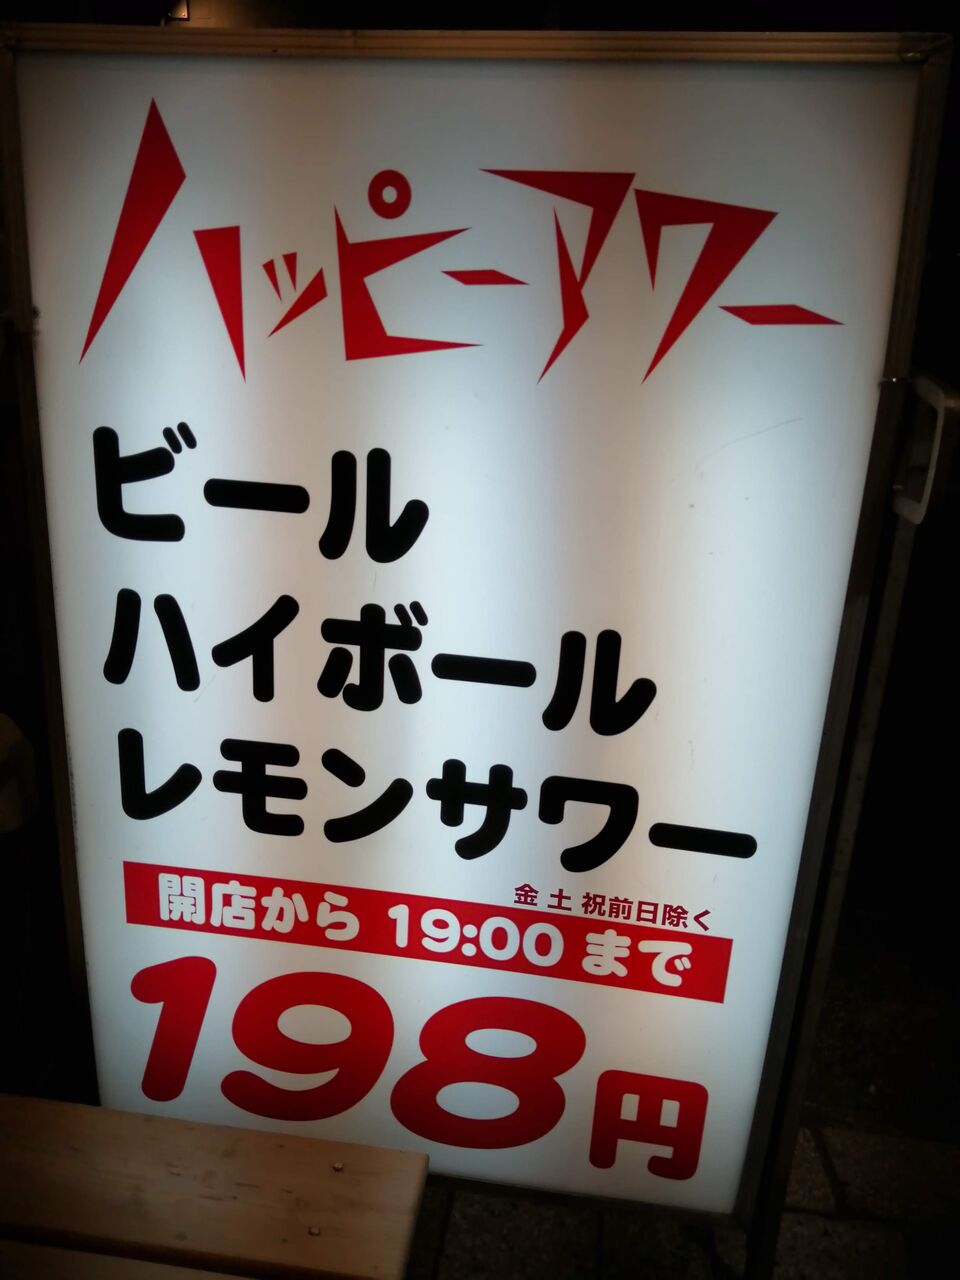 ハッピーアワー
ビール
ハイボール
レモンサワー
金 土 祝前日除く
開店から 19:00 まで
198円